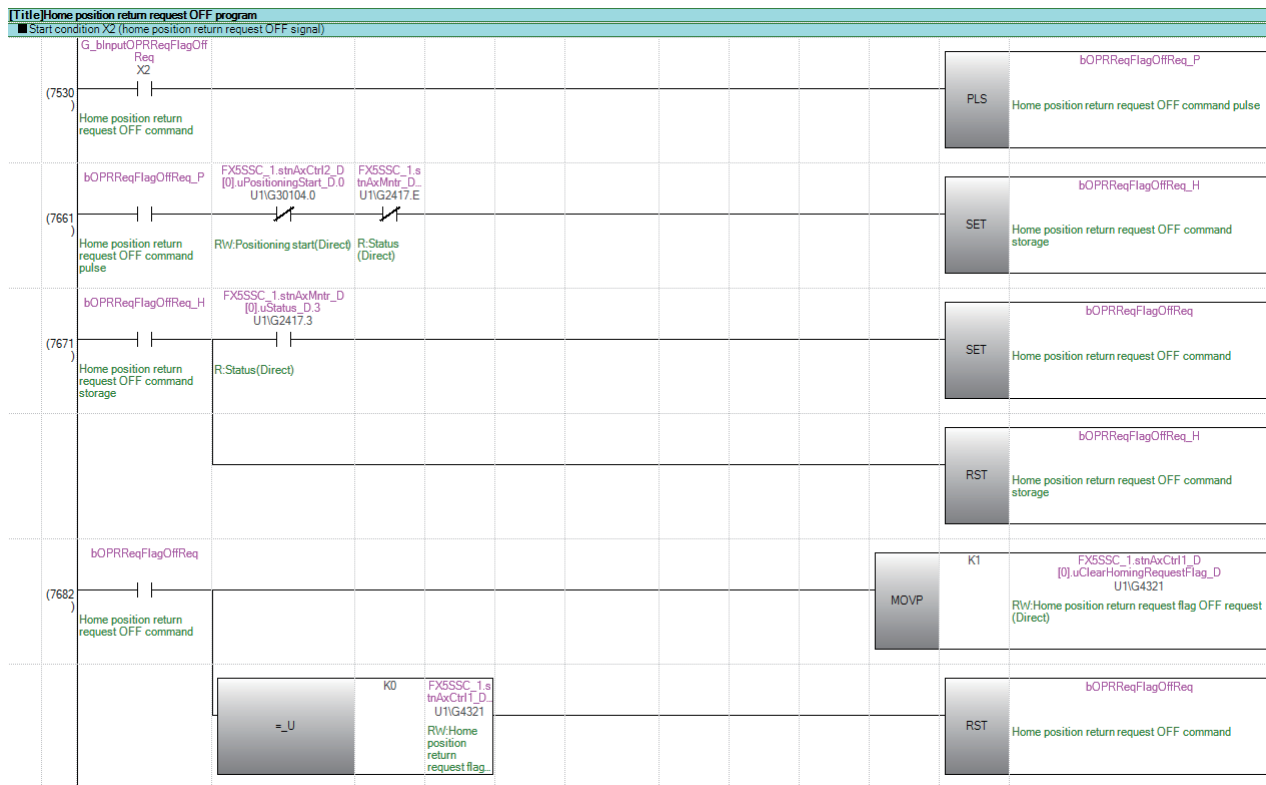 [Title]Home position return request OFF program
■Start condition X2 (home position return request OFF signal)
G_bInputOPRReqFlagOff
Req
X2
(7530
)
Home position return
request OFF command
PLS
bOPRReqFlagOffReq_P
Home position return request OFF command pulse
bOPRReqFlagOffReq_P
FX5SSC_1.stnAxCtrl2_D
[0].uPositioningStart_D.0
U1\G30104.0
FX5SSC_1.s
tnAxMntr_D...
U1\G2417.E
(7661
)
Home position return
request OFF command
pulse
RW:Positioning start(Direct)
R:Status
(Direct)
SET
bOPRReqFlagOffReq_H
Home position return request OFF command
storage
bOPRReqFlagOffReq_H
FX5SSC_1.stnAxMntr_D
[0].uStatus_D.3
U1\G2417.3
(7671
)
Home position return
request OFF command
storage
R:Status(Direct)
SET
bOPRReqFlagOffReq
Home position return request OFF command
RST
bOPRReqFlagOffReq_H
Home position return request OFF command
storage
bOPRReqFlagOffReq
(7682
)
Home position return
request OFF command
MOVP
K1
FX5SSC_1.stnAxCtrl1_D
[0].uClearHomingRequestFlag_D
U1\G4321
RW:Home position return request flag OFF request
(Direct)
=_U
K0
FX5SSC_1.s
tnAxCtrl1_D...
U1\G4321
RW:Home
position
return
request flag...
RST
bOPRReqFlagOffReq
Home position return request OFF command